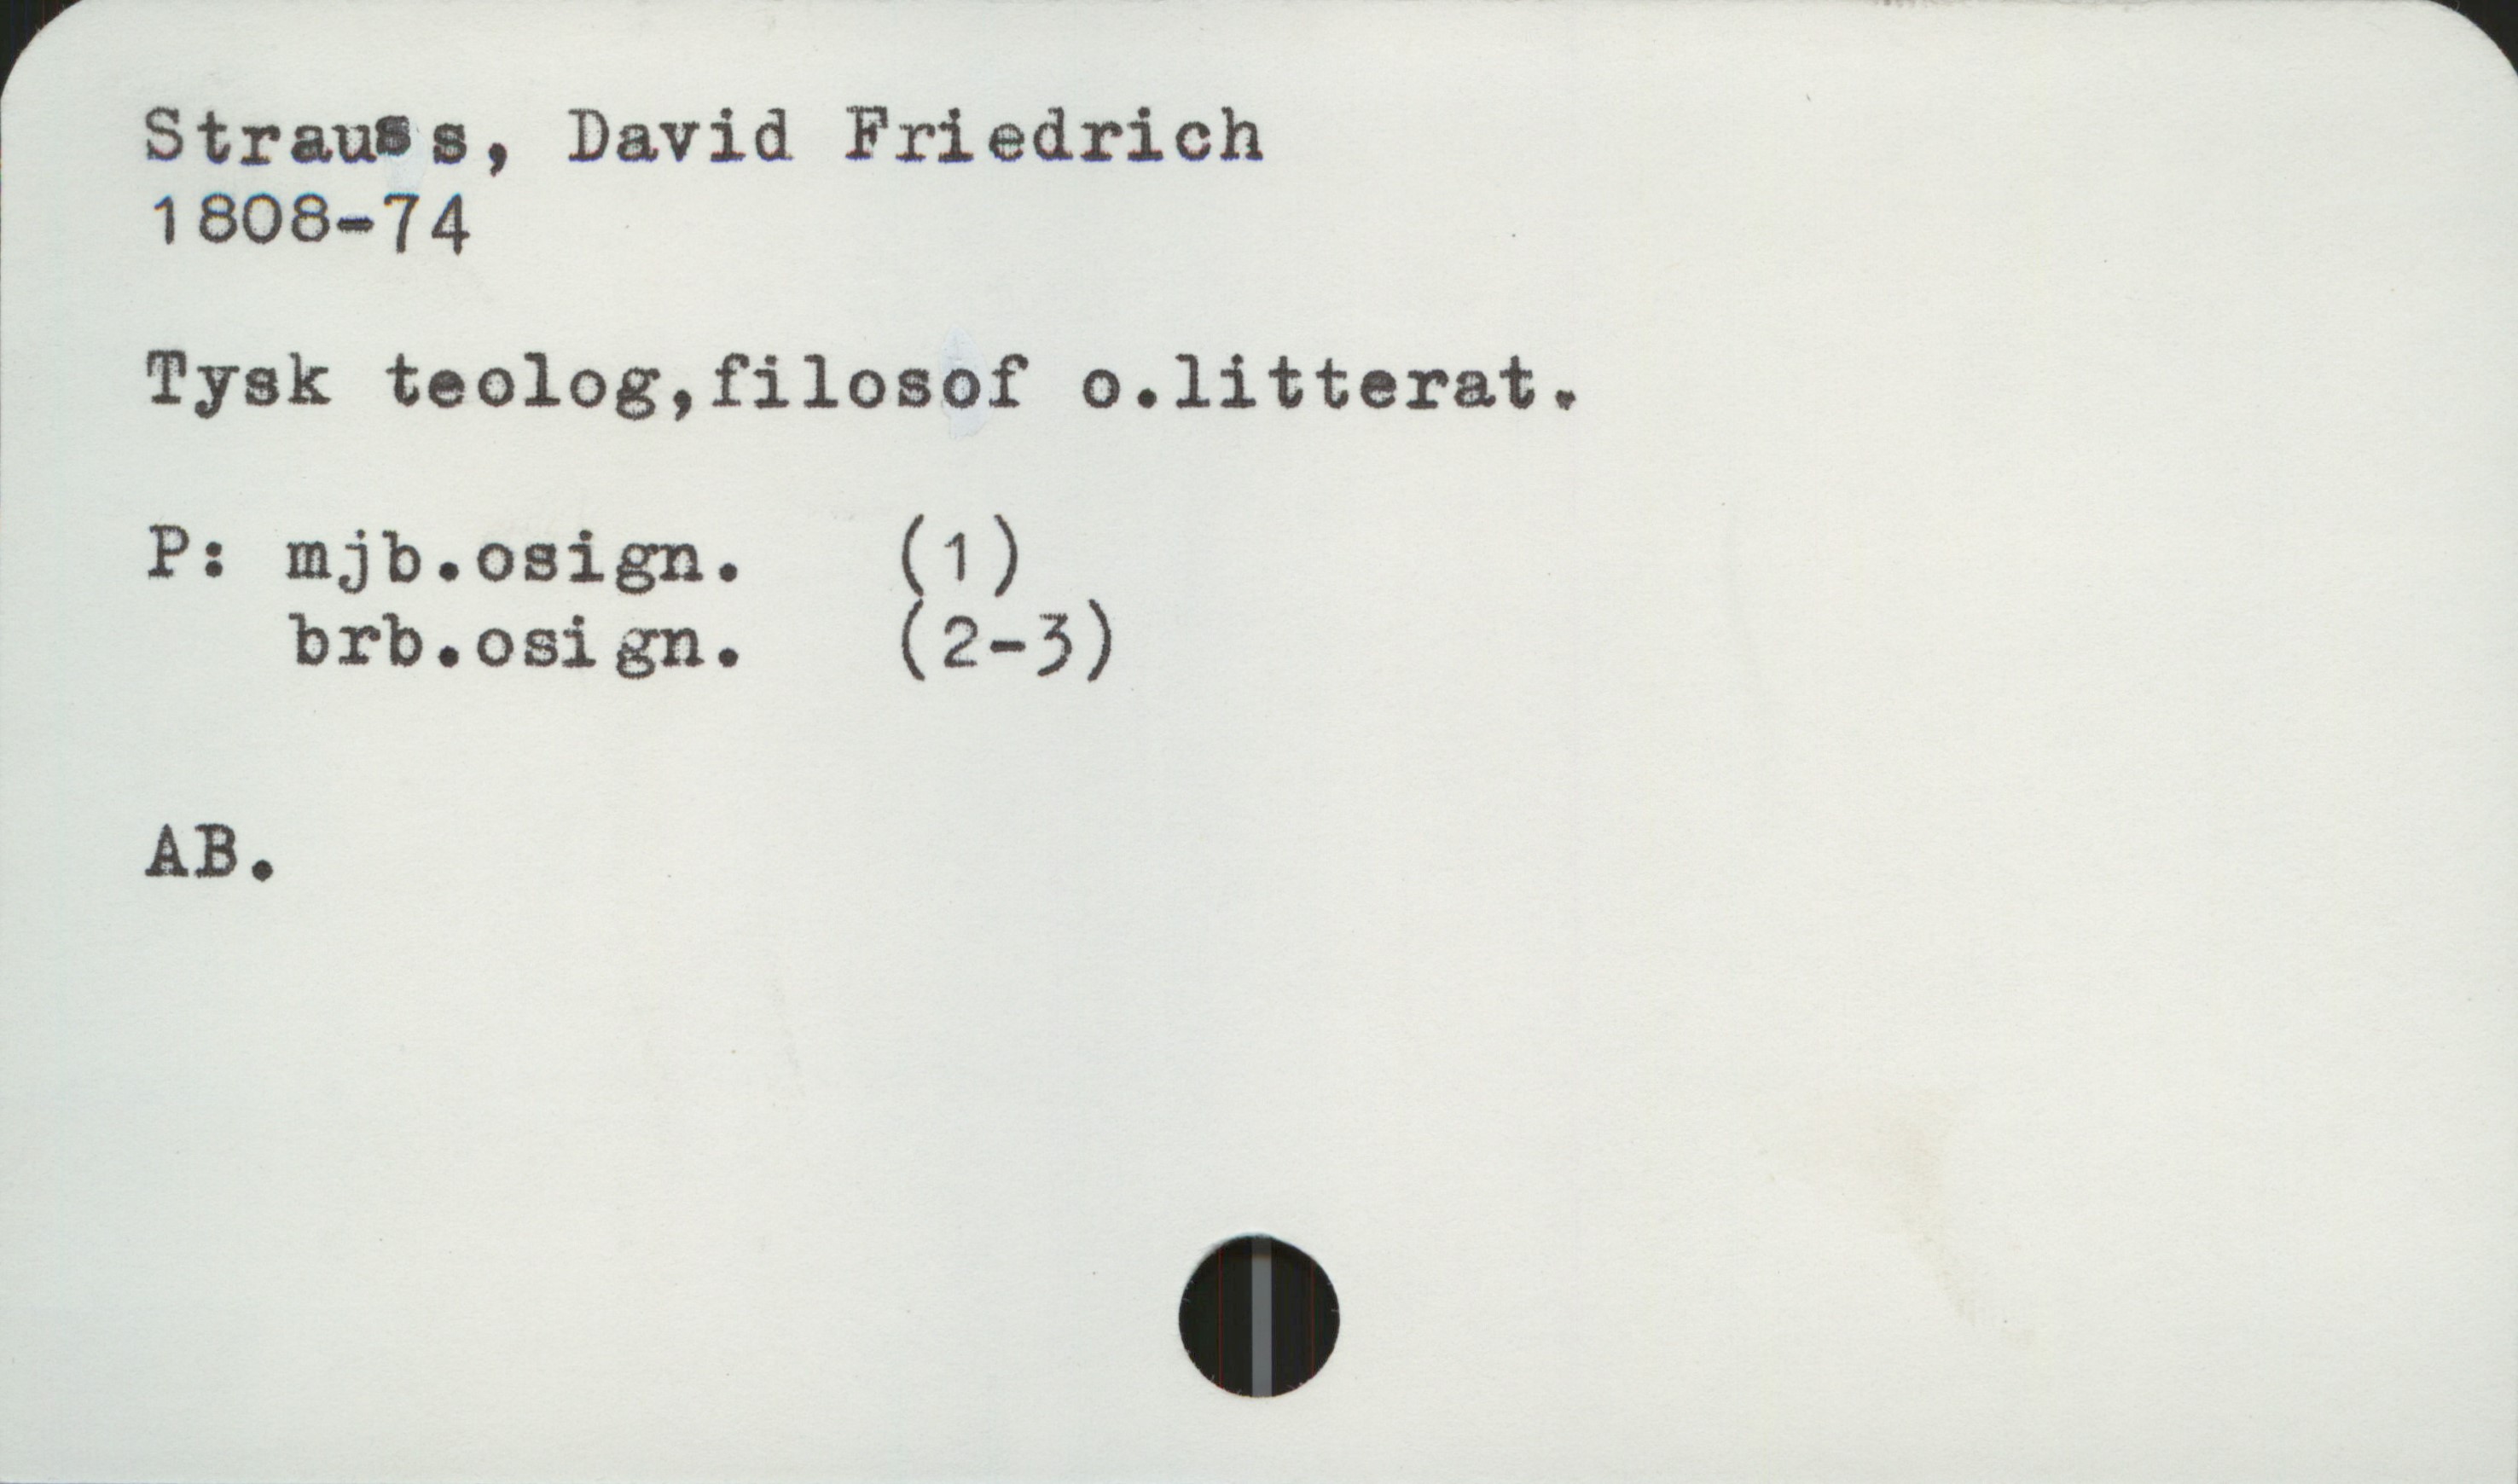 Strauss, David Friedrich
1808-74
Tysk teolog,filosof o.litterat.
P: mjb.osign. (1)
brb.osign. (2-3)
AB.